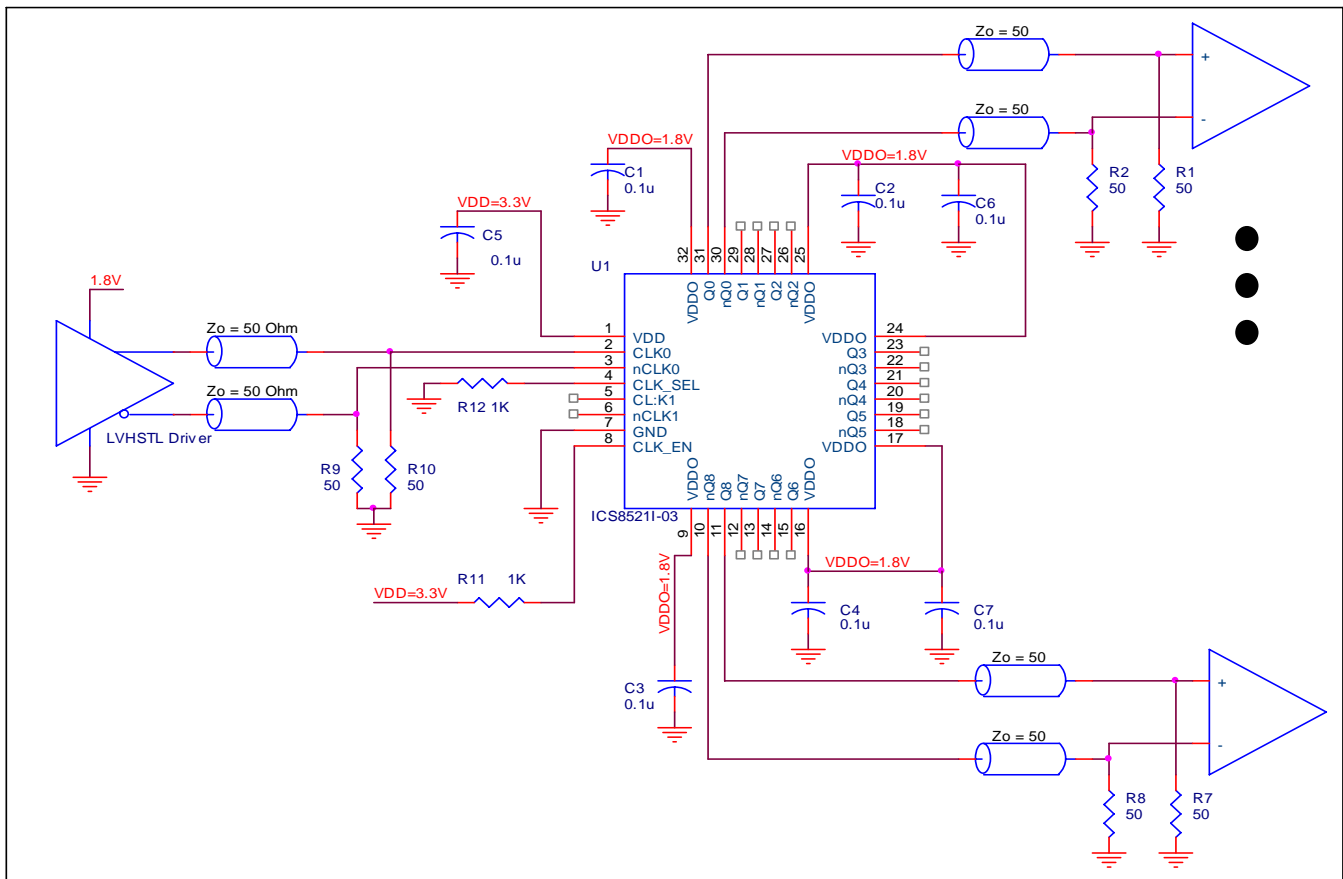 Zo = 50
+
Zo = 50
-
VDDO=1.8V
VDDO=1.8V
C1
0.1u
C2
0.1u
C6
0.1u
R2
50
R1
50
VDD=3.3V
C5
0.1u
32
31
30
29
28
27
26
25
U1
VDDO
Q0
nQ0
Q1
nQ1
Q2
nQ2
VDDO
1.8V
Zo = 50 Ohm
Zo = 50 Ohm
LVHSTL Driver
1
VDD
2
CLK0
3
nCLK0
4
CLK_SEL
5
CL:K1
6
nCLK1
7
GND
8
CLK_EN
R12 1K
24
VDDO
23
Q3
22
nQ3
21
Q4
20
nQ4
19
Q5
18
nQ5
17
VDDO
R9
50
R10
50
VDDO
nQ8
Q8
nQ7
Q7
nQ6
Q6
VDDO
ICS8521I-03
9
10
11
12
13
14
15
16
VDDO=1.8V
VDDO=1.8V
R11 1K
VDD=3.3V
C4
0.1u
C7
0.1u
C3
0.1u
Zo = 50
+
Zo = 50
-
R8
50
R7
50